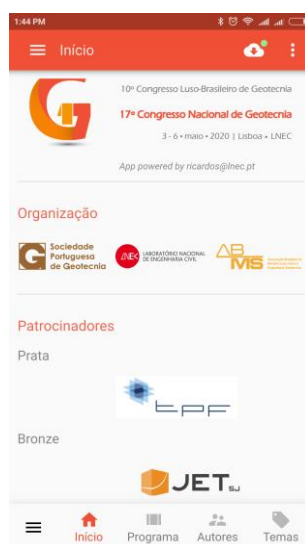 1:44 PM
Início
10º Congresso Luso-Brasileiro de Geotecnia
17º Congresso Nacional de Geotecnia
3 - 6 • maio • 2020 | Lisboa • LNEC
App powered by ricardos@lnec.pt
Organização
Sociedade
Portuguesa
de Geotecnia
LNEC
LABORATÓRIO NACIONAL
DE ENGENHARIA CIVIL
ABMS
Patrocinadores
Prata
tpf
Bronze
JET SJ
Início
Programa
Autores
Temas